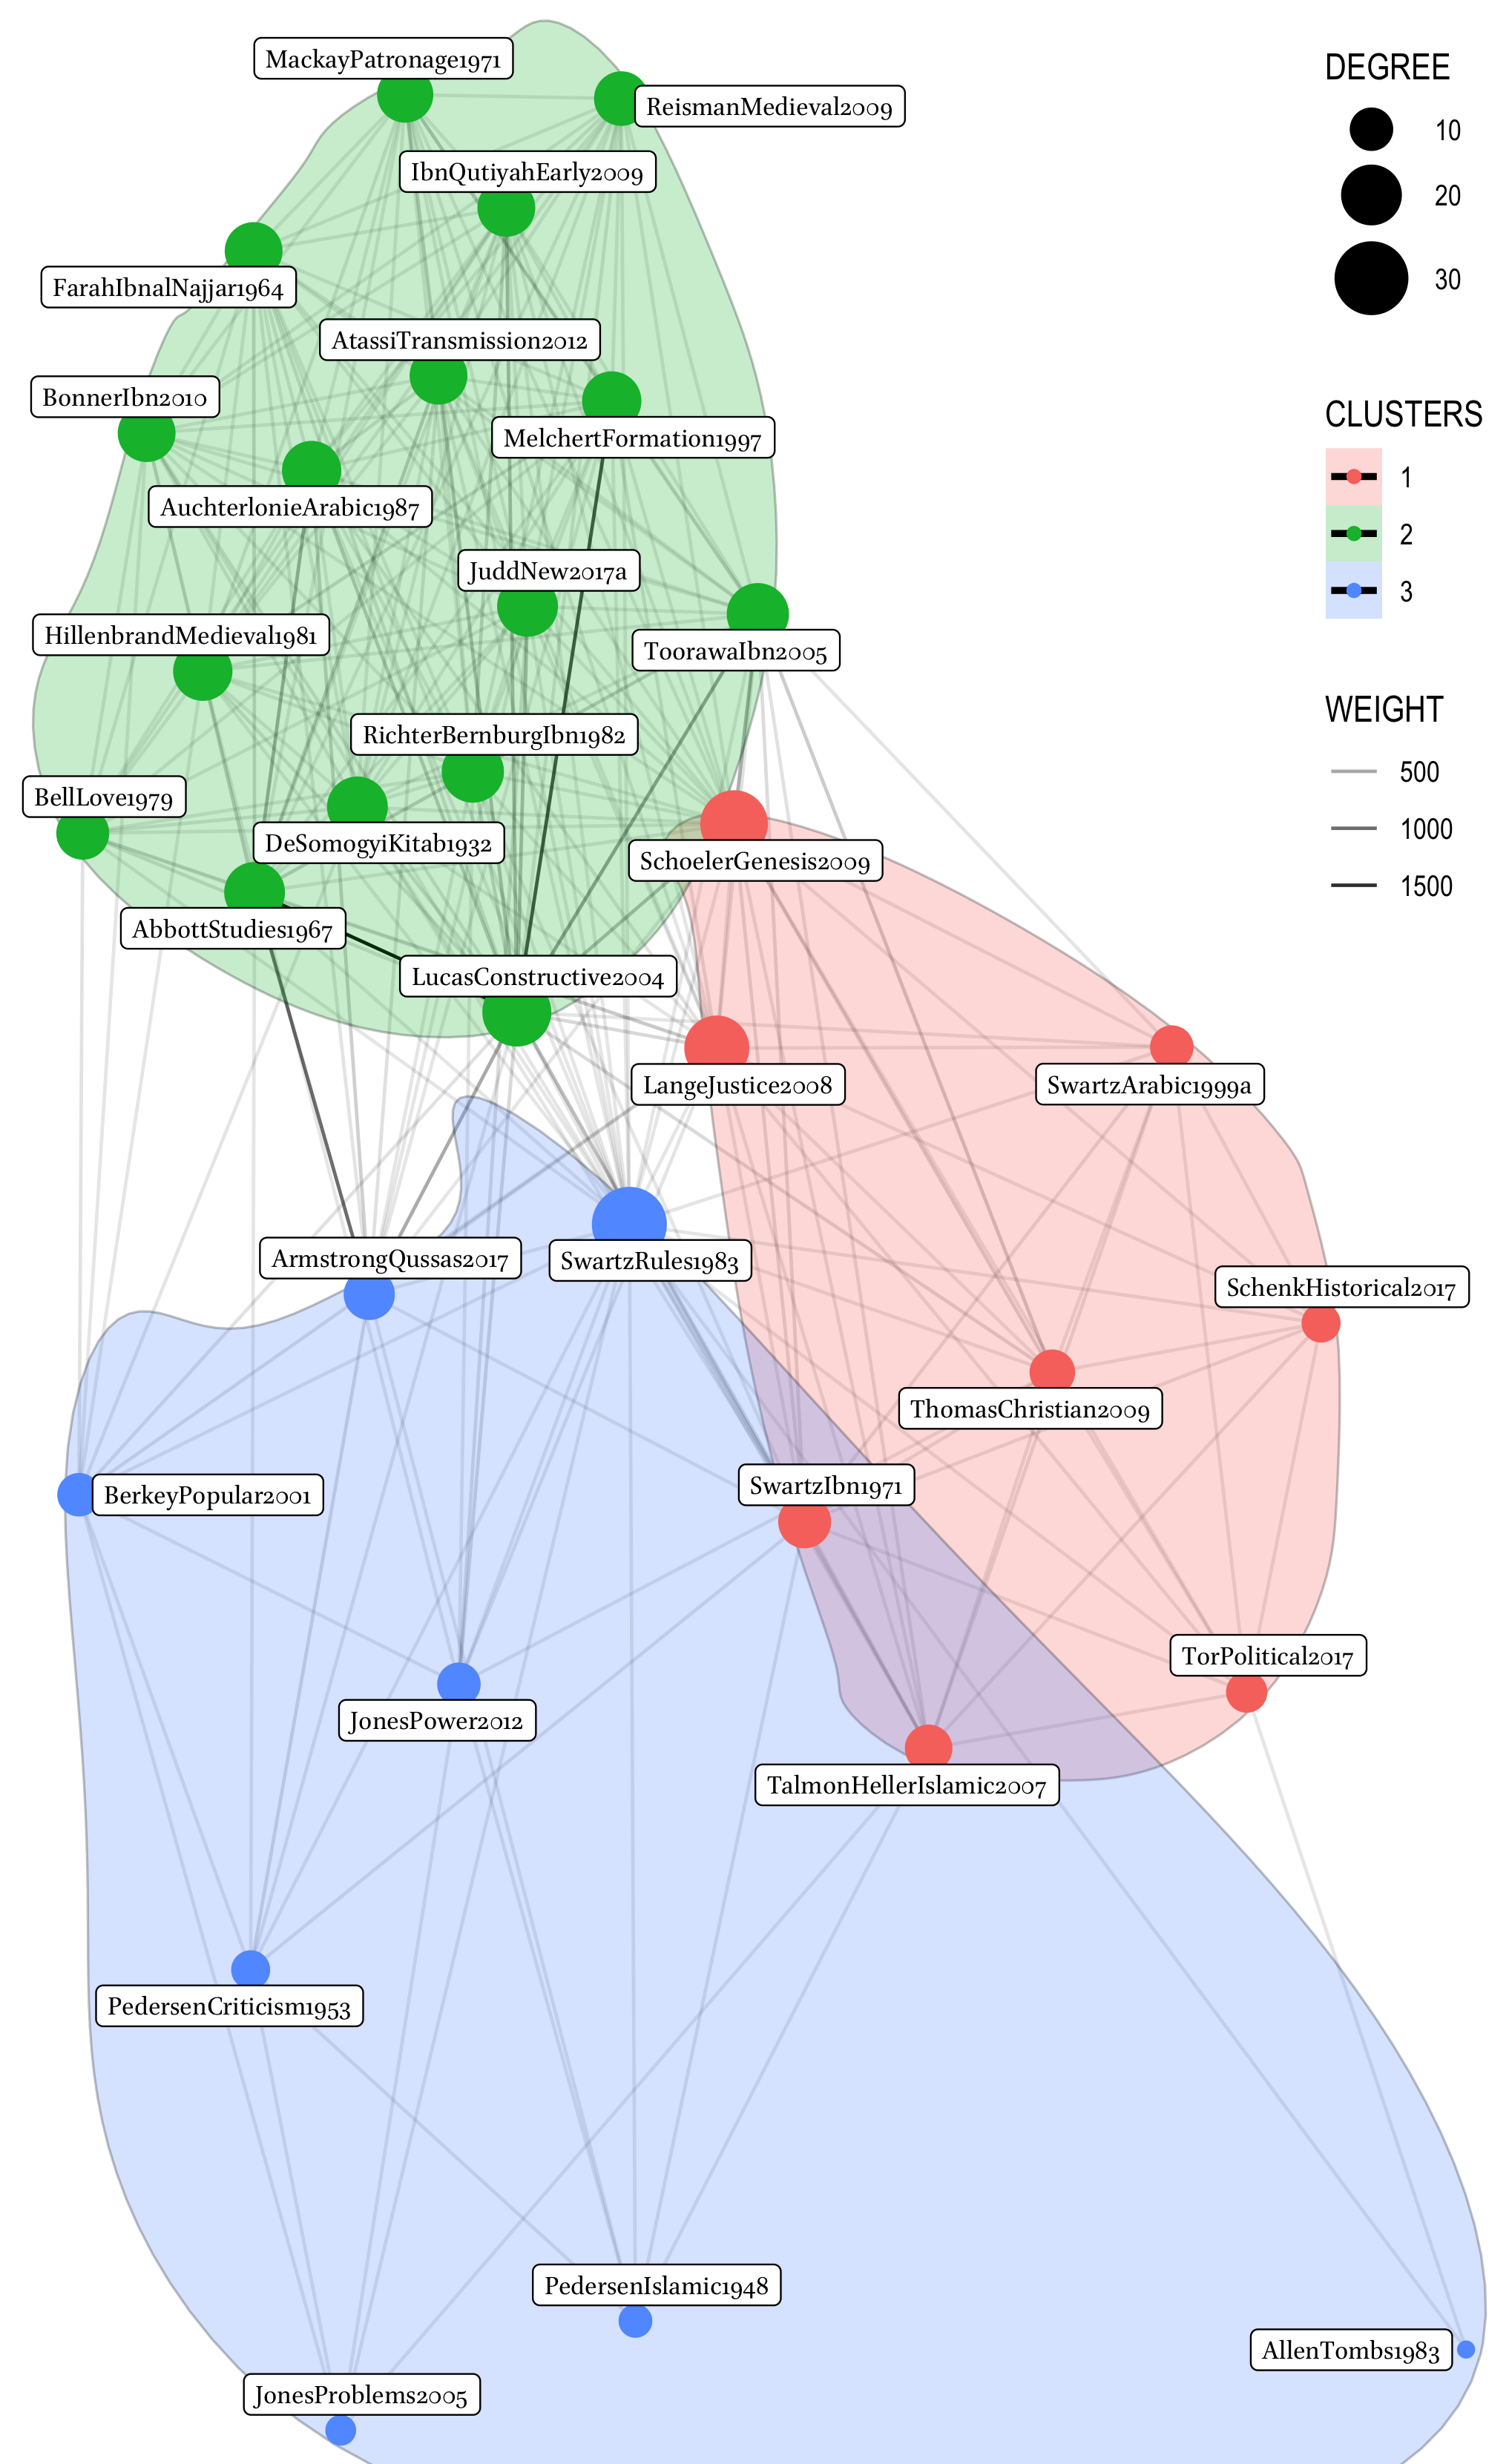 MackayPatronage1971
ReismanMedieval2009
IbnQutiyahEarly2009
FarahIbnalNajjar1964
AtassiTransmission2012
BonnerIbn2010
MelchertFormation1997
AuchterlonieArabic1987
JuddNew2017a
HillenbrandMedieval1981
ToorawaIbn2005
RichterBernburgIbn1982
BellLove1979
DeSomogyiKitab1932
SchoelerGenesis2009
AbbottStudies1967
LucasConstructive2004
LangeJustice2008
SwartzArabic1999a
ArmstrongQussas2017
SwartzRules1983
SchenkHistorical2017
ThomasChristian2009
SwartzIbn1971
BerkeyPopular2001
TorPolitical2017
JonesPower2012
TalmonHellerIslamic2007
PedersenCriticism1953
PedersenIslamic1948
AllenTombs1983
JonesProblems2005
DEGREE
10
20
30
CLUSTERS
1
2
3
WEIGHT
500
1000
1500